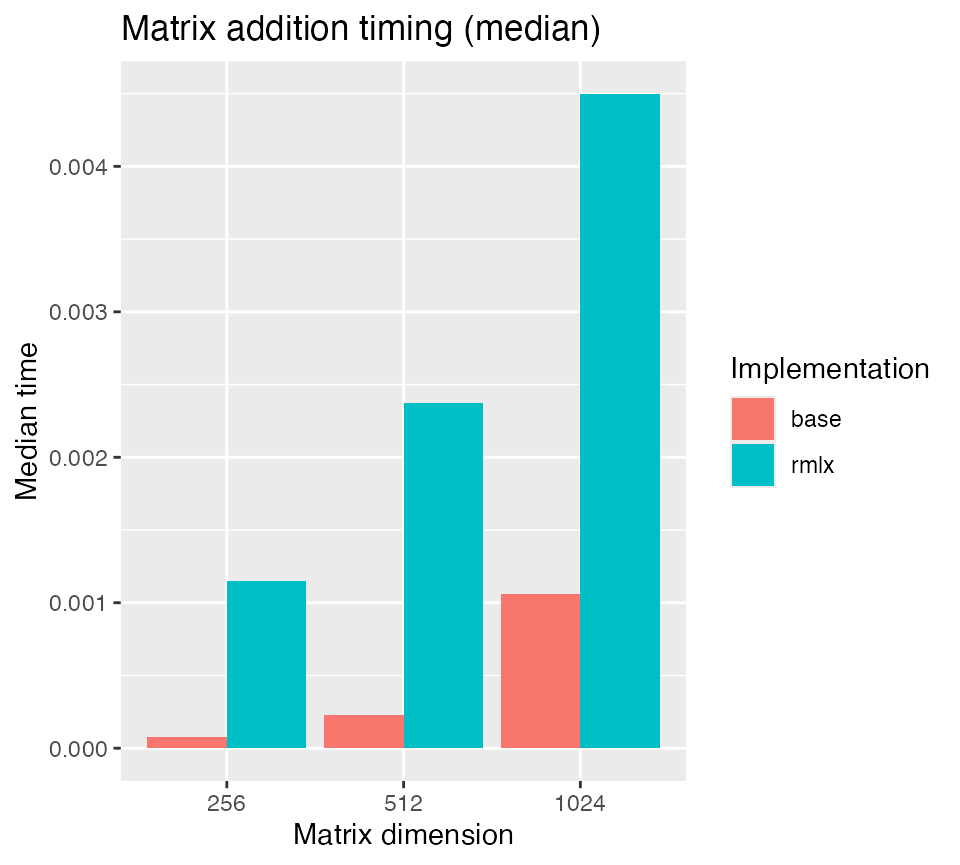 Matrix addition timing (median)
0.004
0.003
0.002
0.001
0.000
Median time
256 512 1024
Matrix dimension
Implementation
base
rmlx